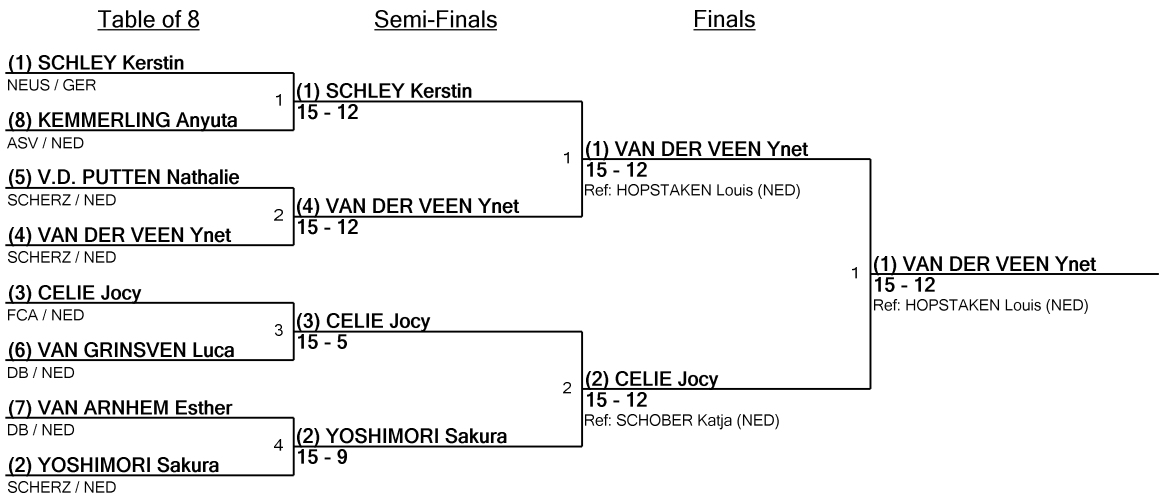 Table of 8
Semi-Finals
Finals
(1) SCHLEY Kerstin
NEUS / GER
1
(8) KEMMERLING Anyuta
ASV / NED
(5) V.D. PUTTEN Nathalie
SCHERZ / NED
2
(4) VAN DER VEEN Ynet
SCHERZ / NED
(3) CELIE Jocy
FCA / NED
3
(6) VAN GRINSVEN Luca
DB / NED
(7) VAN ARNHEM Esther
DB / NED
4
(2) YOSHIMORI Sakura
SCHERZ / NED
(1) SCHLEY Kerstin
15 - 12
1
(4) VAN DER VEEN Ynet
15 - 12
(3) CELIE Jocy
15 - 5
2
(2) YOSHIMORI Sakura
15 - 9
(1) VAN DER VEEN Ynet
15 - 12
Ref: HOPSTAKEN Louis (NED)
1
(2) CELIE Jocy
15 - 12
Ref: SCHOBER Katja (NED)
(1) VAN DER VEEN Ynet
15 - 12
Ref: HOPSTAKEN Louis (NED)